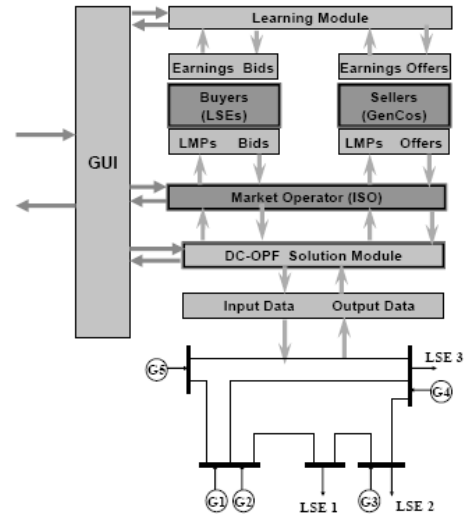 Learning Module
Earnings Bids
Earnings Offers
Buyers
(LSEs)
Sellers
(GenCos)
LMPs Bids
LMPs Offers
GUI
Market Operator (ISO)
DC-OPF Solution Module
Input Data Output Data
G5
LSE 3
G4
G1
G2
LSE 1
G3
LSE 2